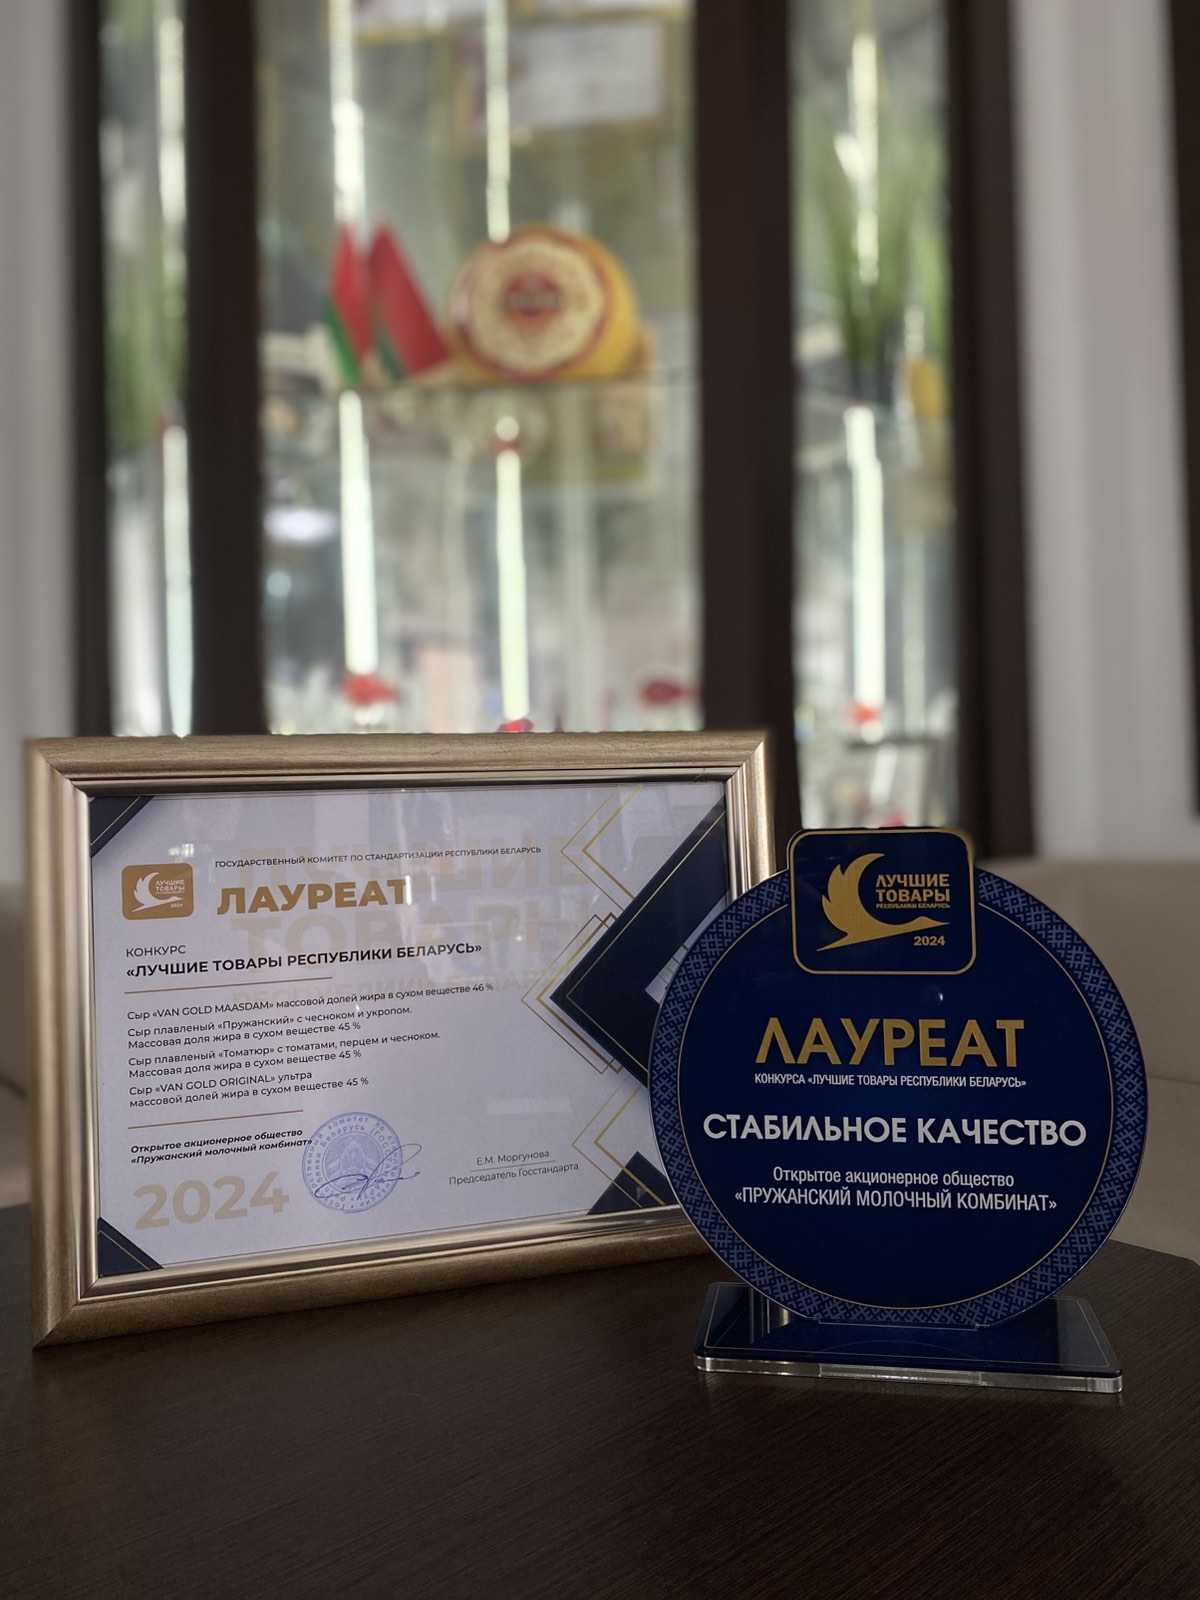 ГОСУДАРСТВЕННЫЙ КОМИТЕТ ПО СТАНДАРТИЗАЦИИ РЕСПУБЛИКИ БЕЛАРУСЬ
ЛУЧШИЕ
ТОВАРЫ
2024
ЛАУРЕАТ
КОНКУРС
«ЛУЧШИЕ ТОВАРЫ РЕСПУБЛИКИ БЕЛАРУСЬ»
Сыр «VAN GOLD MAASDAM» массовой долей жира в сухом веществе 46 %
Сыр плавленый «Пружанский» с чесноком и укропом.
Массовая доля жира в сухом веществе 45 %
Сыр плавленый «Томатюр» с томатами, перцем и чесноком.
Массовая доля жира в сухом веществе 45 %
Сыр «VAN GOLD ORIGINAL» ультра
массовой долей жира в сухом веществе 45 %
Открытое акционерное общество
«Пружанский молочный комбинат»
2024
Е.М. Моргунова
Председатель Госстандарта
ЛУЧШИЕ
ТОВАРЫ
РЕСПУБЛИКИ БЕЛАРУСЬ
2024
ЛАУРЕАТ
КОНКУРСА «ЛУЧШИЕ ТОВАРЫ РЕСПУБЛИКИ БЕЛАРУСЬ»
СТАБИЛЬНОЕ КАЧЕСТВО
Открытое акционерное общество
«ПРУЖАНСКИЙ МОЛОЧНЫЙ КОМБИНАТ»